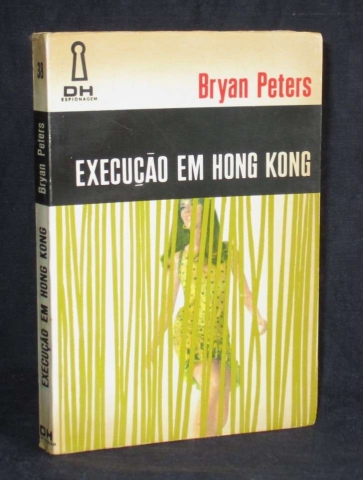 DH
ESPIONAGEM
Bryan Peters
EXECUÇÃO EM HONG KONG
Bryan Peters
EXECUÇÃO EM HONG KONG
DH